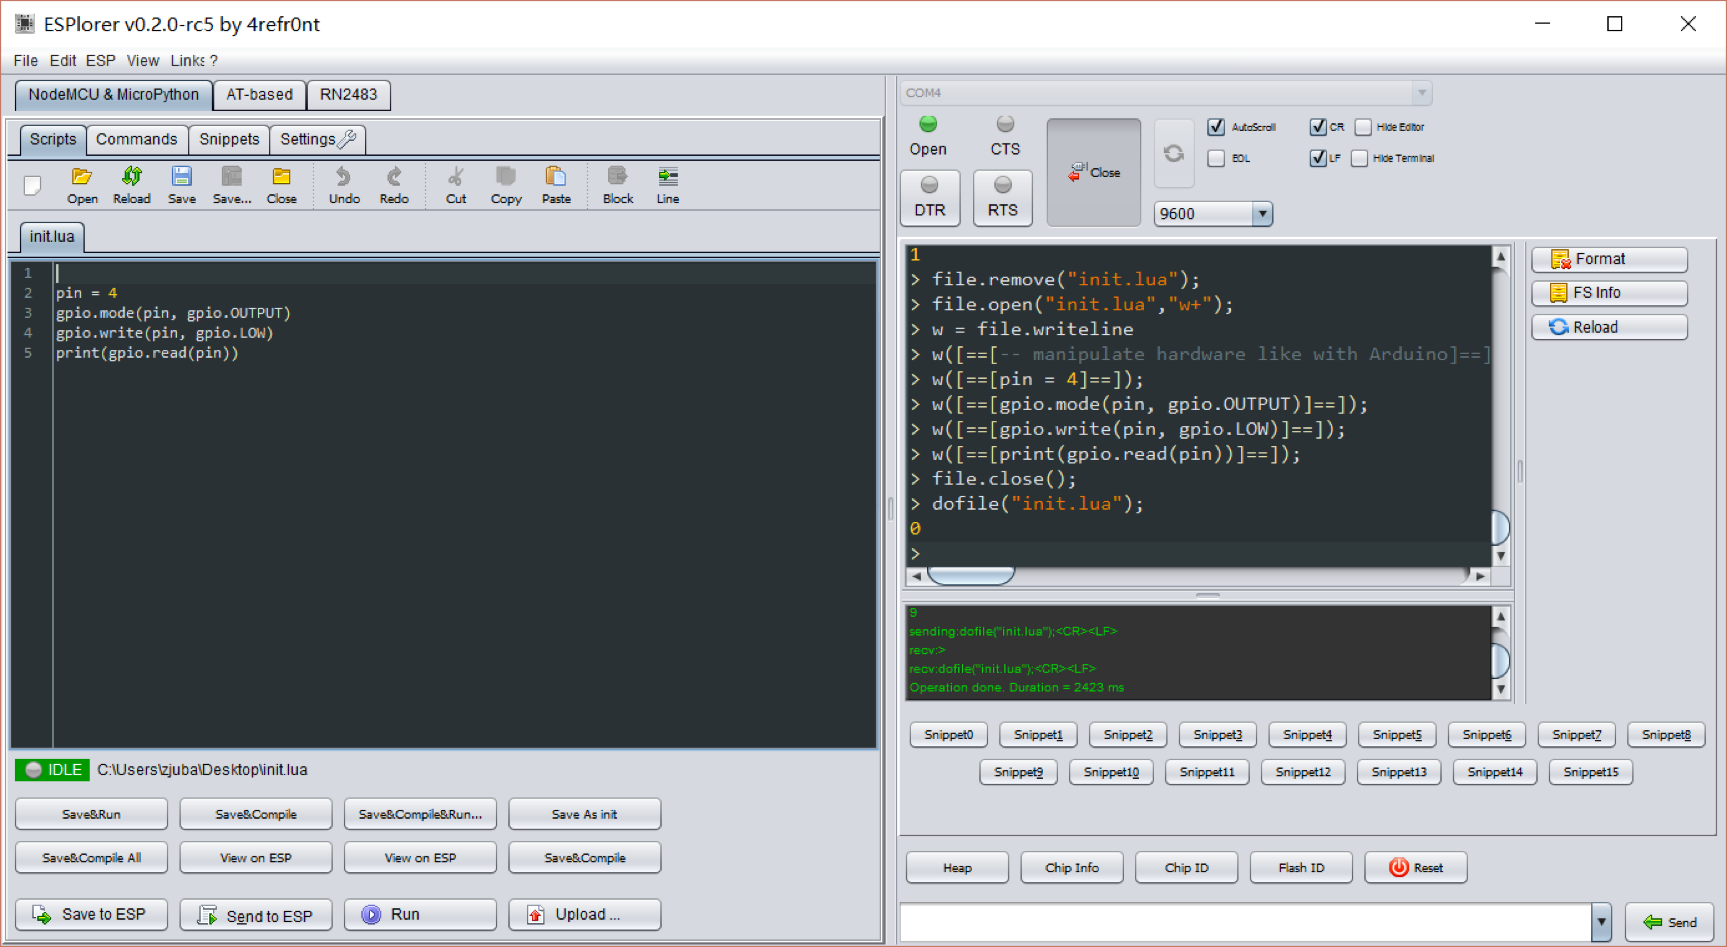 ESPlorer v0.2.0-rc5 by 4refr0nt
File Edit ESP View Links ?
NodeMCU & MicroPython AT-based RN2483
Scripts Commands Snippets Settings
Open Reload Save Save... Close Undo Redo Cut Copy Paste Block Line
init.lua
1
2 pin = 4
3 gpio.mode(pin, gpio.OUTPUT)
4 gpio.write(pin, gpio.LOW)
5 print(gpio.read(pin))
IDLE C:\Users\zjuba\Desktop\init.lua
Save&Run Save&Compile Save&Compile&Run... Save As init
Save&Compile All View on ESP View on ESP Save&Compile
Save to ESP Send to ESP Run Upload ...
COM4
Open CTS
DTR RTS
Close
AutoScroll CR Hide Editor
EOL LF Hide Terminal
9600
1
> file.remove("init.lua");
> file.open("init.lua","w+");
> w = file.writeline
> w([==[-- manipulate hardware like with Arduino]==]
> w([==[pin = 4]==]);
> w([==[gpio.mode(pin, gpio.OUTPUT)]==]);
> w([==[gpio.write(pin, gpio.LOW)]==]);
> w([==[print(gpio.read(pin))]==]);
> file.close();
> dofile("init.lua");
0
>
Format
FS Info
Reload
9
sending:dofile("init.lua");<CR><LF>
recv:>
recv:dofile("init.lua");<CR><LF>
Operation done. Duration = 2423 ms
Snippet0 Snippet1 Snippet2 Snippet3 Snippet4 Snippet5 Snippet6 Snippet7 Snippet8
Snippet9 Snippet10 Snippet11 Snippet12 Snippet13 Snippet14 Snippet15
Heap Chip Info Chip ID Flash ID Reset
Send